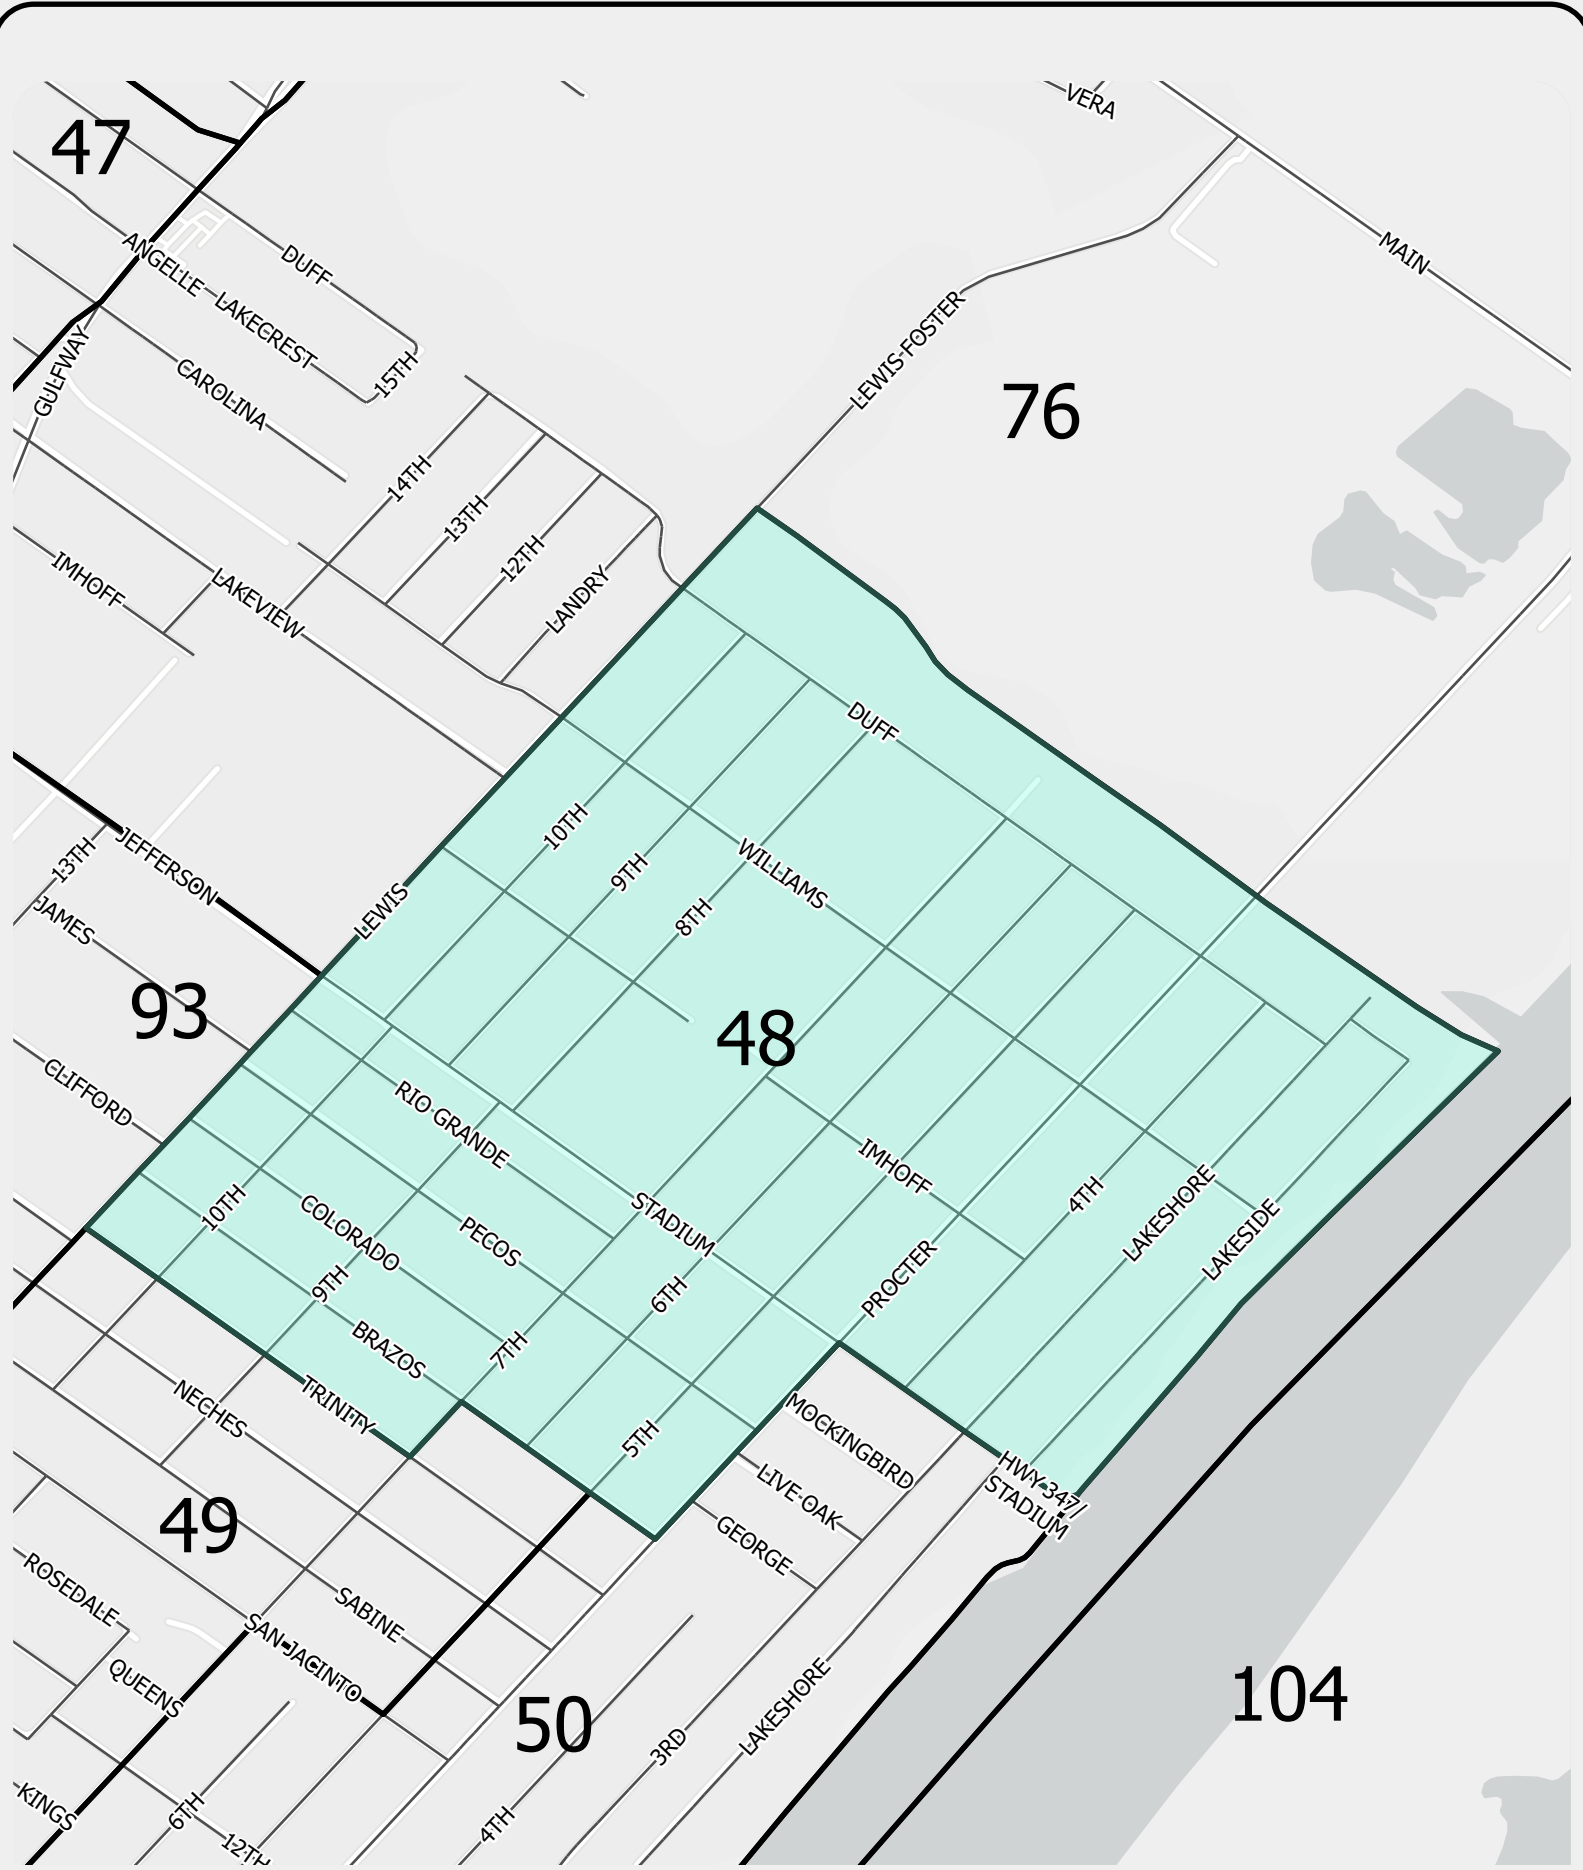 VERA
47
MAIN
ANGELLE
DUFF
LAKECREST
LEWIS FOSTER
GULFWAY
CAROLINA
15TH
76
14TH
13TH
12TH
IMHOFF
LAKEVIEW
LANDRY
DUFF
10TH
WILLIAMS
13TH
JEFFERSON
9TH
8TH
LEWIS
JAMES
93
48
CLIFFORD
RIO GRANDE
IMHOFF
10TH
COLORADO
PECOS
STADIUM
4TH
LAKESHORE
LAKESIDE
9TH
6TH
PROCTER
BRAZOS
7TH
NECHES
TRINITY
5TH
MOCKINGBIRD
LIVE OAK
HWY 347/
STADIUM
49
GEORGE
ROSEDALE
SABINE
SAN JACINTO
QUEENS
50
3RD
LAKESHORE
104
KINGS
6TH
4TH
12TH